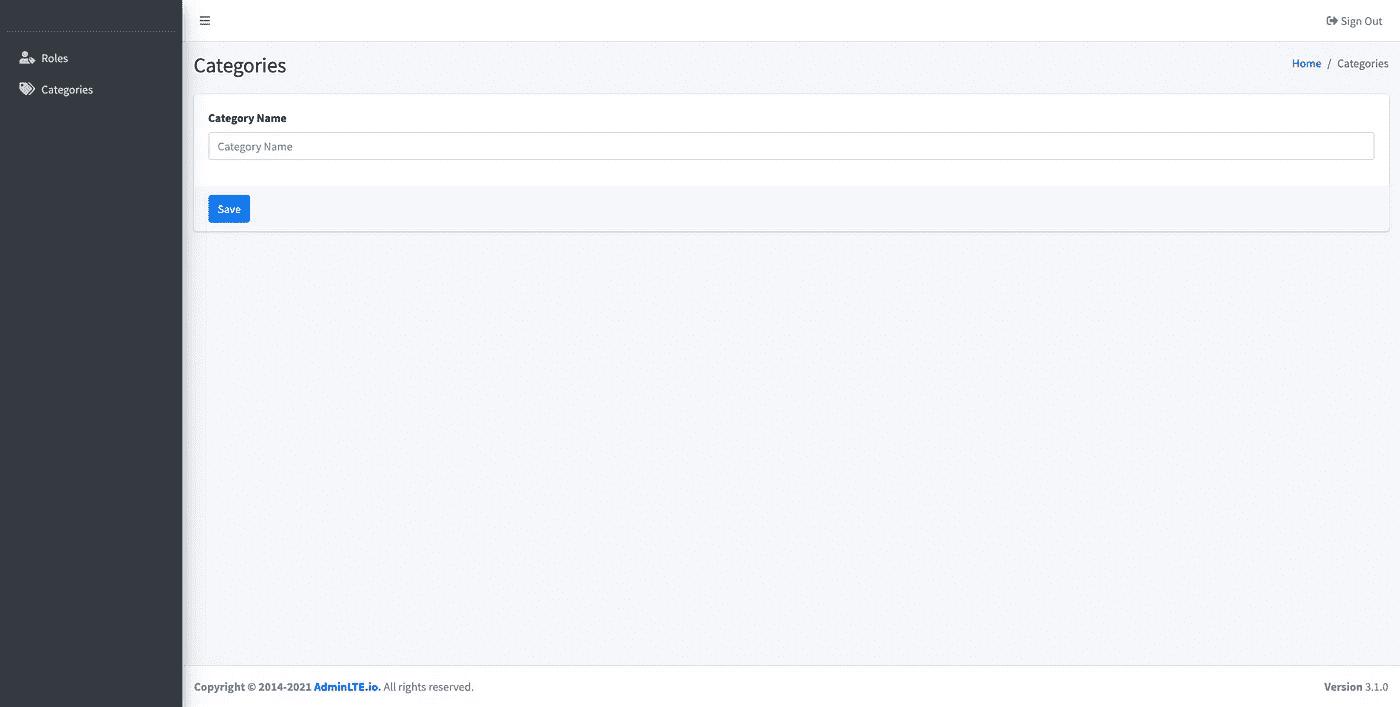 Sign Out
Roles
Categories
Categories
Home / Categories
Category Name
Category Name
Save
Copyright © 2014-2021 AdminLTE.io. All rights reserved.
Version 3.1.0